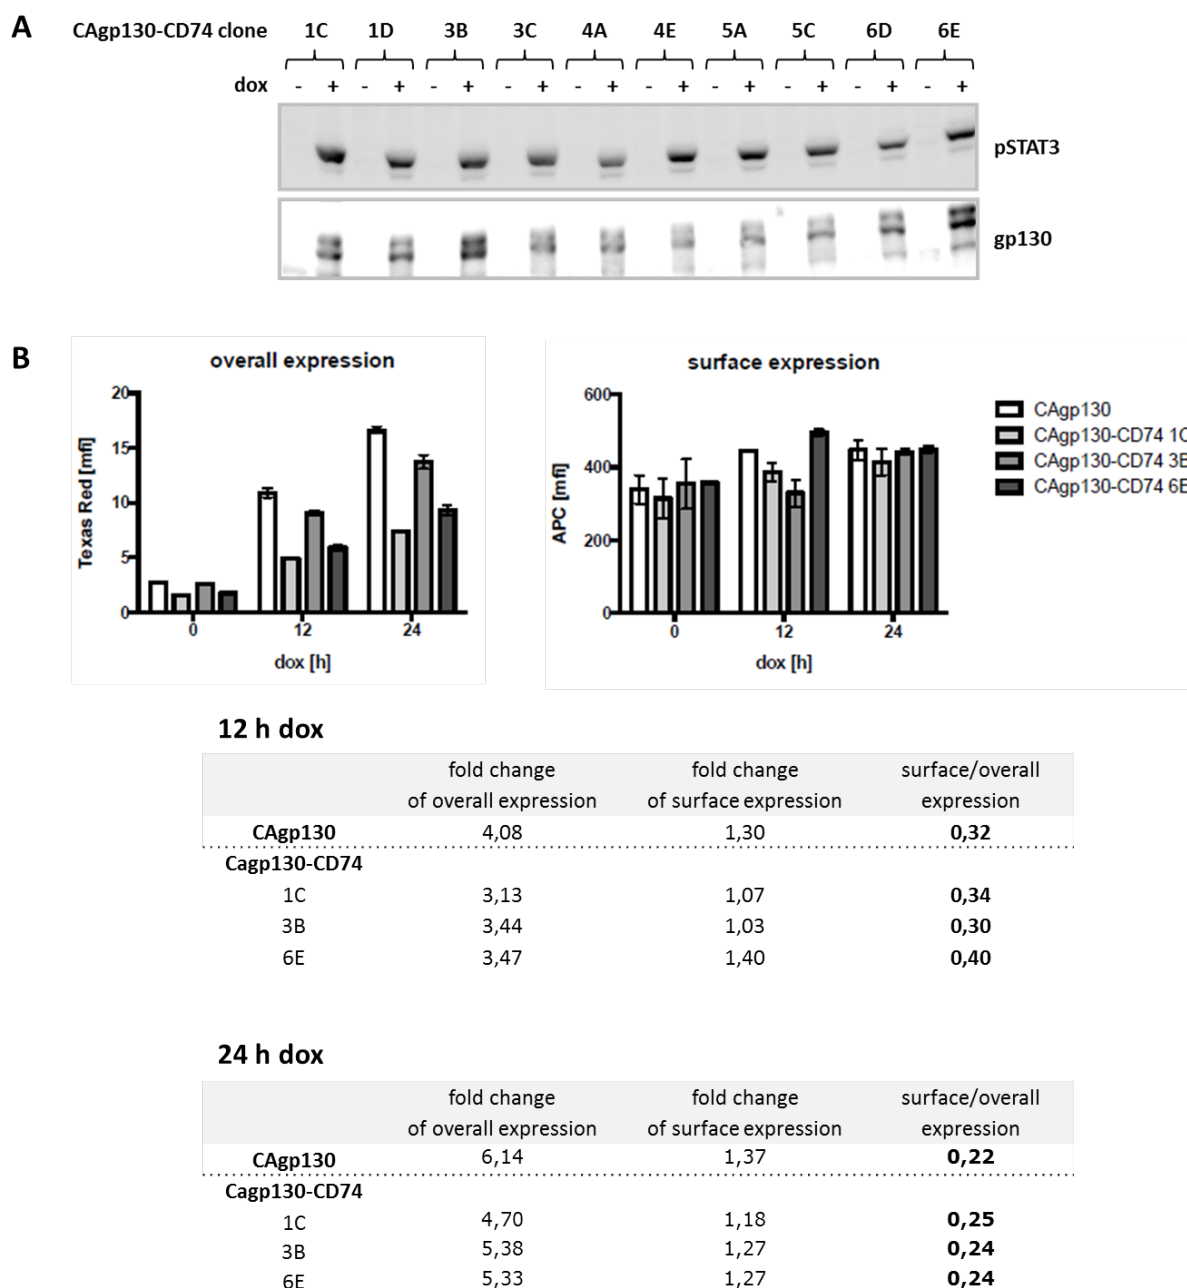 A
CAgp130-CD74 clone 1C 1D 3B 3C 4A 4E 5A 5C 6D 6E
dox - + - + - + - + - + - + - + - + - + - +
pSTAT3
gp130
B
overall expression
Texas Red [mfi]
20
15
10
5
0
0 12 24
dox [h]
surface expression
APC [mfi]
600
400
200
0
0 12 24
dox [h]
CAgp130
CAgp130-CD74 1C
CAgp130-CD74 3B
CAgp130-CD74 6E
12 h dox
fold change fold change surface/overall
of overall expression of surface expression expression
CAgp130 4,08 1,30 0,32
Cagp130-CD74
1C 3,13 1,07 0,34
3B 3,44 1,03 0,30
6E 3,47 1,40 0,40
24 h dox
fold change fold change surface/overall
of overall expression of surface expression expression
CAgp130 6,14 1,37 0,22
Cagp130-CD74
1C 4,70 1,18 0,25
3B 5,38 1,27 0,24
6E 5,33 1,27 0,24